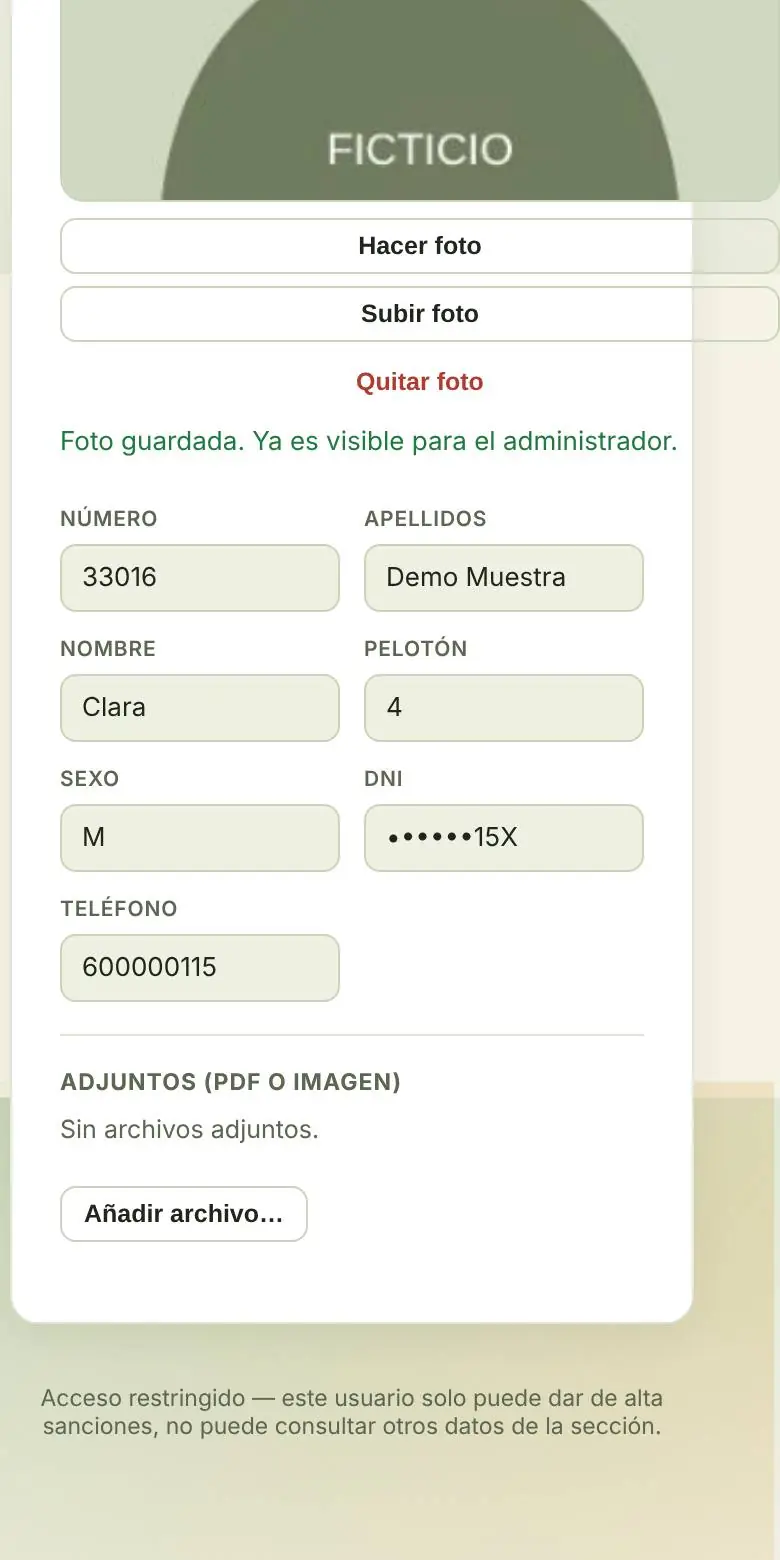 FICTICIO
Hacer foto
Subir foto
Quitar foto
Foto guardada. Ya es visible para el administrador.
NÚMERO
APELLIDOS
33016
Demo Muestra
NOMBRE
PELOTÓN
Clara
4
SEXO
DNI
M
••••••15X
TELÉFONO
600000115
ADJUNTOS (PDF O IMAGEN)
Sin archivos adjuntos.
Añadir archivo...
Acceso restringido — este usuario solo puede dar de alta
sanciones, no puede consultar otros datos de la sección.